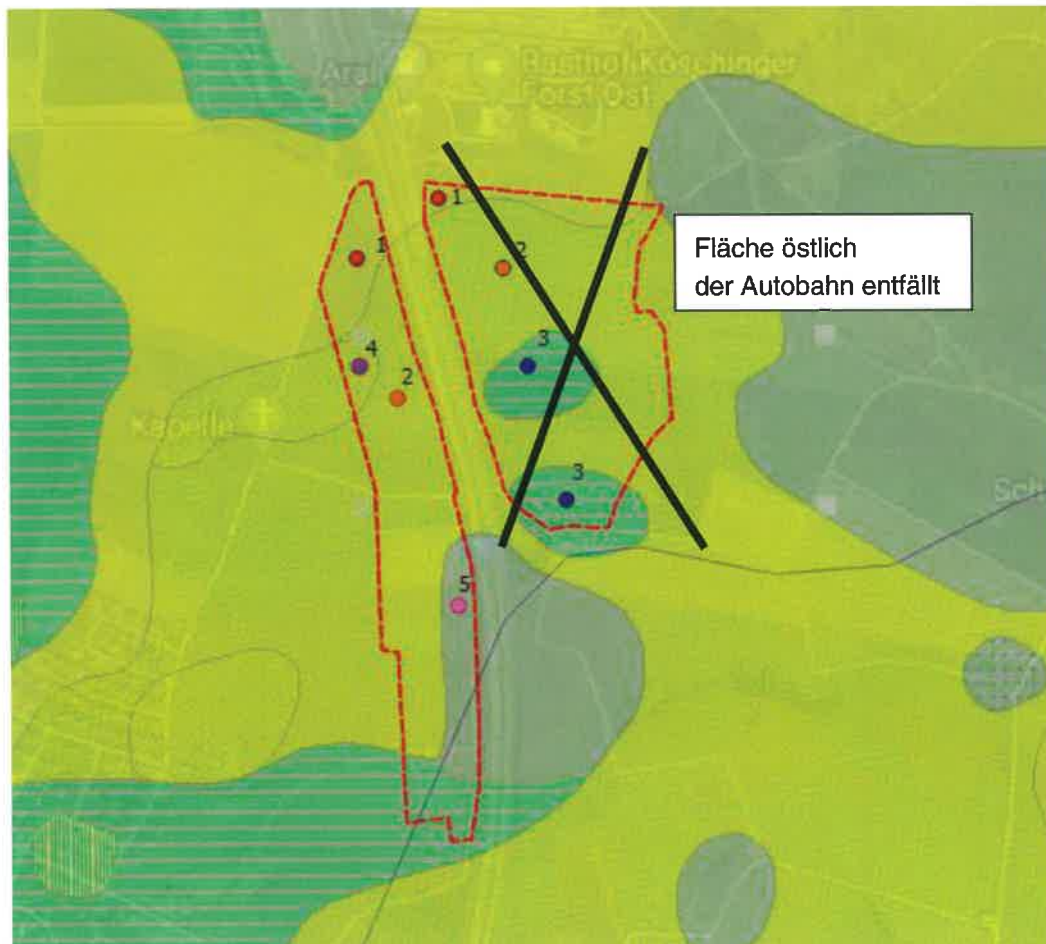 Aral
Rasthof Köschinger
Forst Ost
1
1
2
Fläche östlich
der Autobahn entfällt
4
3
2
Kapelle
3
5